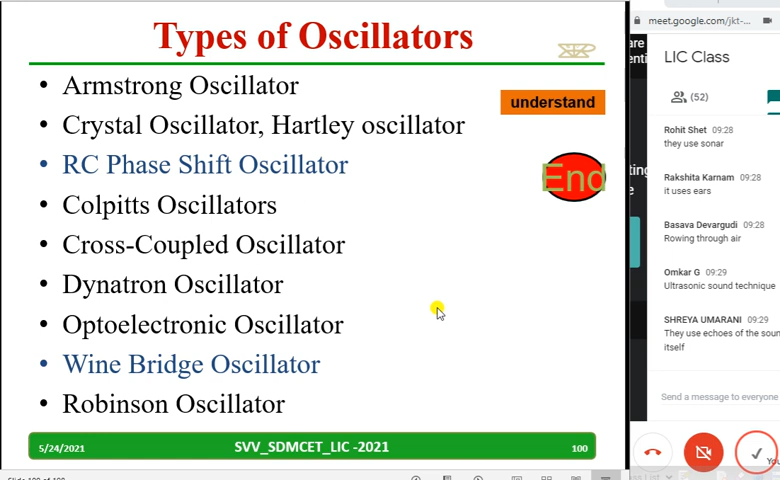 Types of Oscillators
• Armstrong Oscillator
• Crystal Oscillator, Hartley oscillator
• RC Phase Shift Oscillator
• Colpitts Oscillators
• Cross-Coupled Oscillator
• Dynatron Oscillator
• Optoelectronic Oscillator
• Wine Bridge Oscillator
• Robinson Oscillator
understand
End
5/24/2021
SVV_SDMCET_LIC -2021
100
meet.google.com/jkt-...
LIC Class
(52)
Rohit Shet 09:28
they use sonar
Rakshita Karnam 09:28
it uses ears
Basava Devargudi 09:28
Rowing through air
Omkar G 09:29
Ultrasonic sound technique
SHREYA UMARANI 09:29
They use echoes of the soun
itself
Send a message to everyone
You